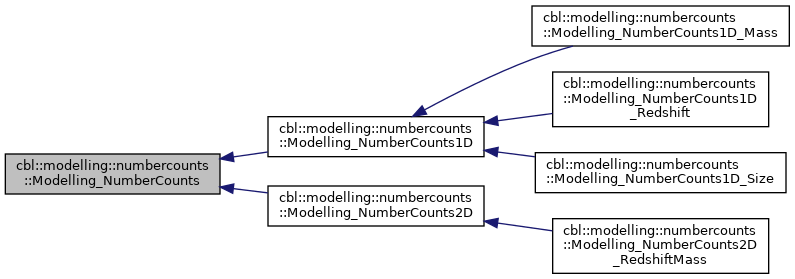 cbl::modelling::numbercounts
::Modelling_NumberCounts
cbl::modelling::numbercounts
::Modelling_NumberCounts1D
cbl::modelling::numbercounts
::Modelling_NumberCounts1D_Mass
cbl::modelling::numbercounts
::Modelling_NumberCounts1D
_Redshift
cbl::modelling::numbercounts
::Modelling_NumberCounts1D_Size
cbl::modelling::numbercounts
::Modelling_NumberCounts2D
cbl::modelling::numbercounts
::Modelling_NumberCounts2D
_RedshiftMass